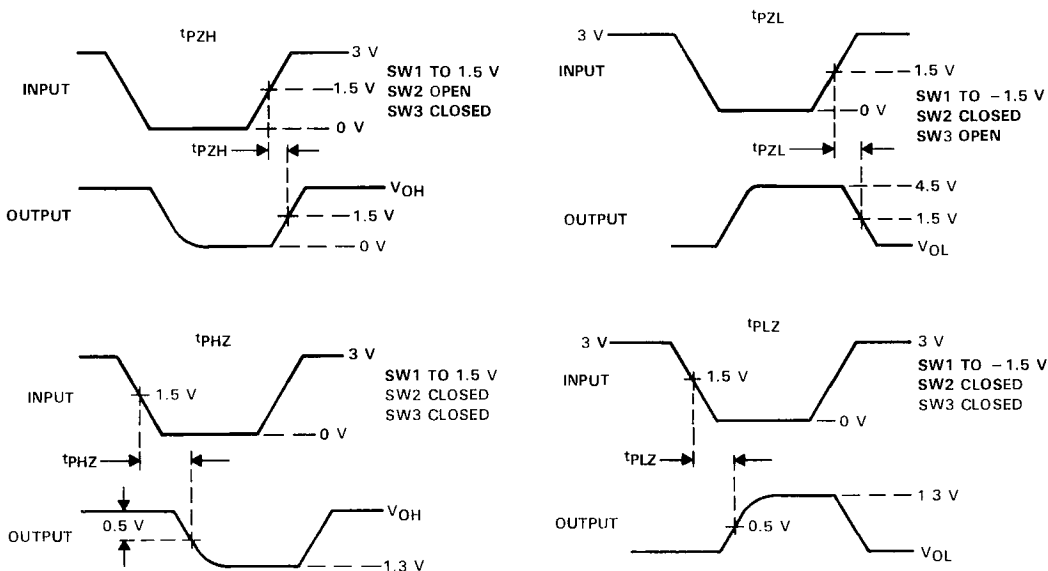 tPZH
3 V
INPUT
1.5 V
0 V
SW1 TO 1.5 V
SW2 OPEN
SW3 CLOSED
tPZH
VOH
OUTPUT
1.5 V
0 V
tPZL
3 V
INPUT
1.5 V
0 V
SW1 TO −1.5 V
SW2 CLOSED
SW3 OPEN
tPZL
4.5 V
OUTPUT
1.5 V
VOL
tPHZ
3 V
INPUT
1.5 V
0 V
SW1 TO 1.5 V
SW2 CLOSED
SW3 CLOSED
tPHZ
VOH
0.5 V
OUTPUT
1.3 V
tPLZ
3 V
INPUT
1.5 V
0 V
SW1 TO −1.5 V
SW2 CLOSED
SW3 CLOSED
tPLZ
1 3 V
OUTPUT
0.5 V
VOL